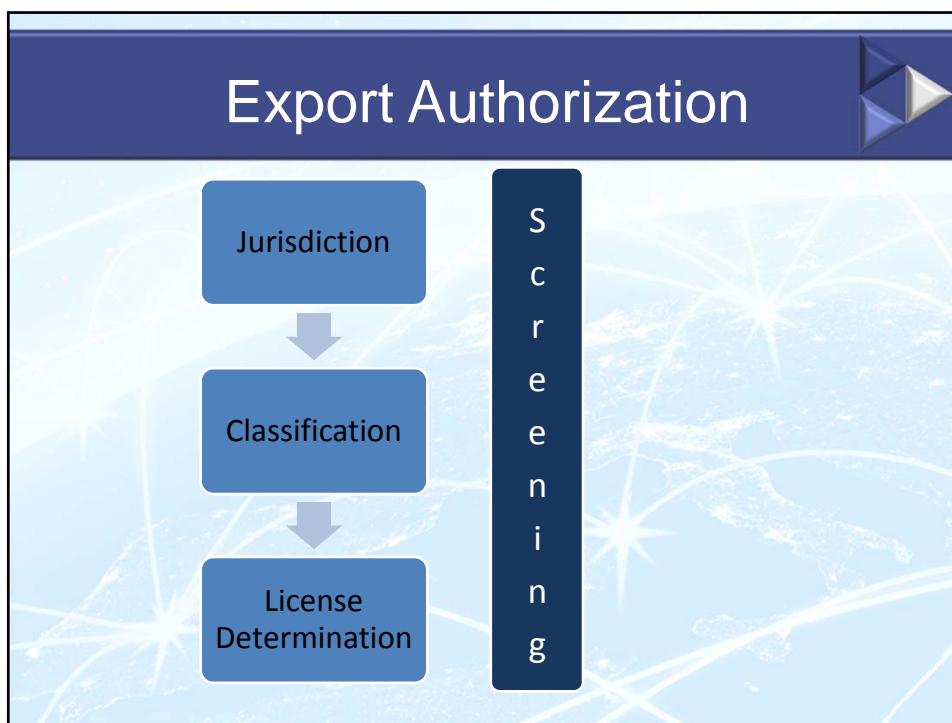 Export Authorization
Jurisdiction
Classification
License
Determination
S
c
r
e
e
n
i
n
g